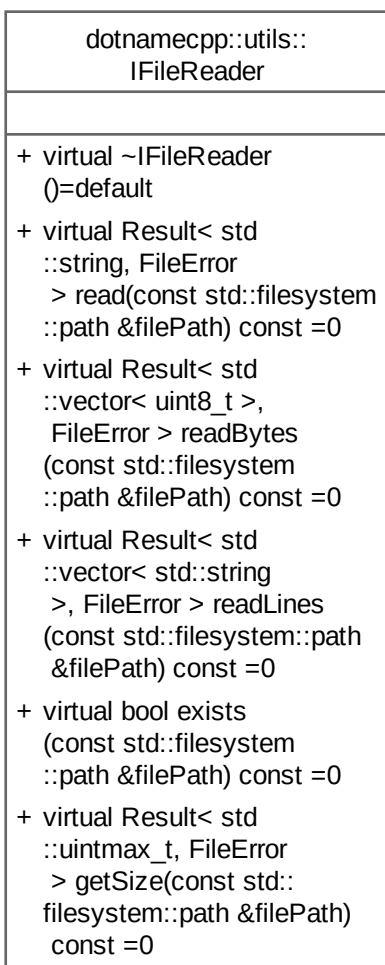 dotnamecpp::utils::
IFileReader
+ virtual ~IFileReader
()=default
+ virtual Result< std
::string, FileError
> read(const std::filesystem
::path &filePath) const =0
+ virtual Result< std
::vector< uint8_t >,
FileError > readBytes
(const std::filesystem
::path &filePath) const =0
+ virtual Result< std
::vector< std::string
>, FileError > readLines
(const std::filesystem::path
&filePath) const =0
+ virtual bool exists
(const std::filesystem
::path &filePath) const =0
+ virtual Result< std
::uintmax_t, FileError
> getSize(const std::
filesystem::path &filePath)
const =0